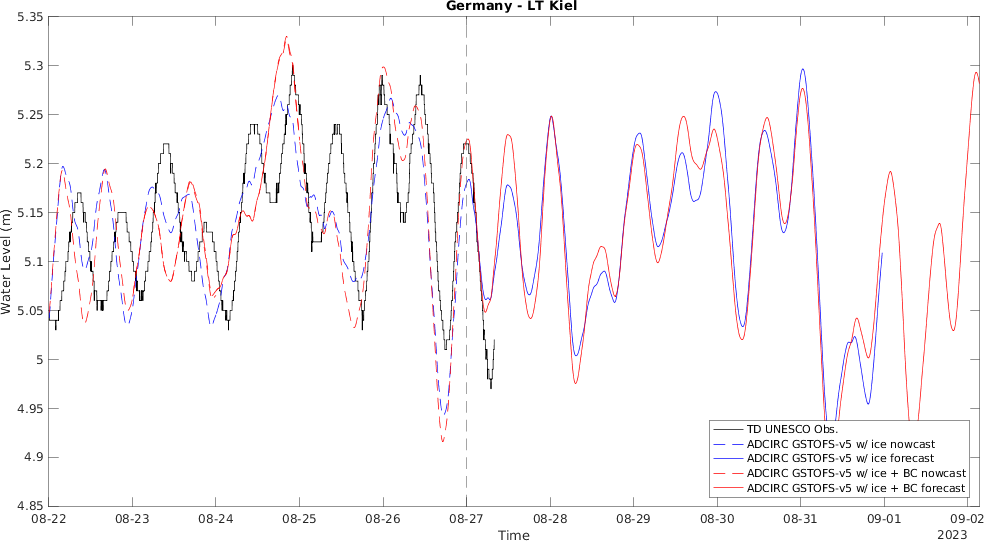 Germany - LT Kiel
5.35
5.3
5.25
5.2
5.15
5.1
5.05
5
4.95
4.9
4.85
Water Level (m)
TD UNESCO Obs.
ADCIRC GSTOFS-v5 w/ ice nowcast
ADCIRC GSTOFS-v5 w/ ice forecast
ADCIRC GSTOFS-v5 w/ ice + BC nowcast
ADCIRC GSTOFS-v5 w/ ice + BC forecast
08-22 08-23 08-24 08-25 08-26 08-27 08-28 08-29 08-30 08-31 09-01 09-02
Time
2023